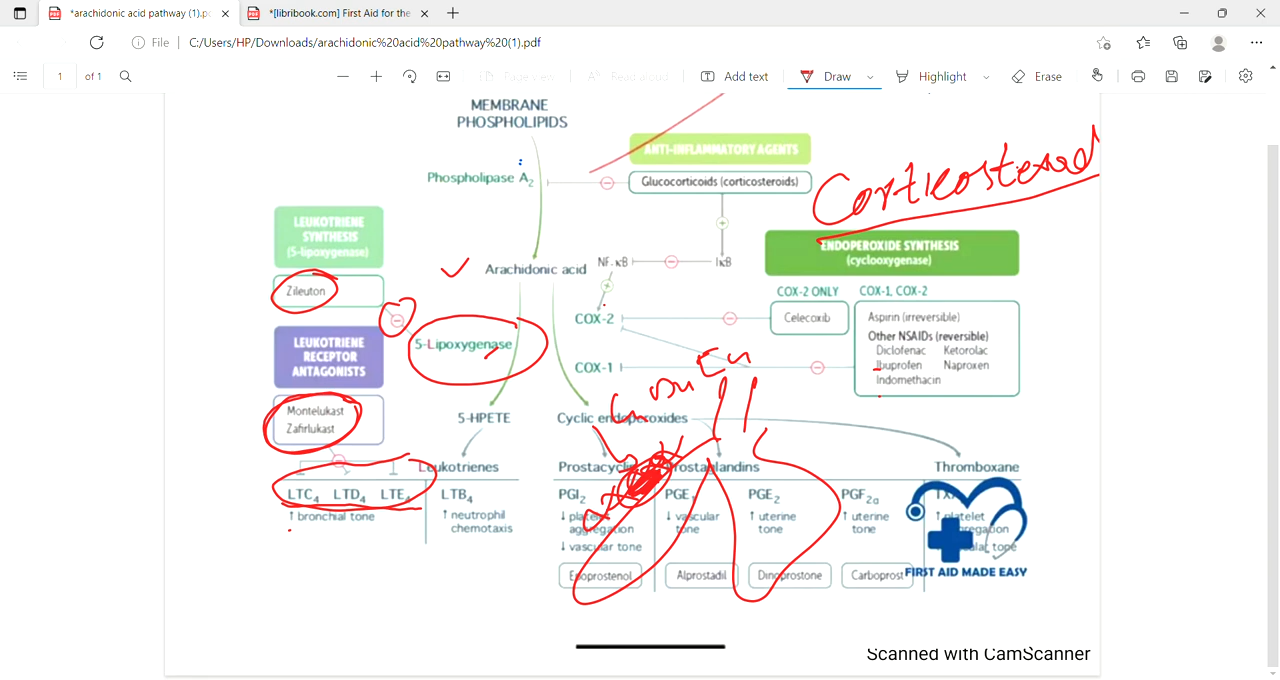 *arachidonic acid pathway (1).p
*[libribook.com] First Aid for the
File
C:/Users/HP/Downloads/arachidonic%20acid%20pathway%20(1).pdf
1 of 1
Page view
Read aloud
Add text
Draw
Highlight
Erase
MEMBRANE
PHOSPHOLIPIDS
ANTI-INFLAMMATORY AGENTS
Phospholipase A2
Glucocorticoids (corticosteroids)
Corticosteroid
LEUKOTRIENE
SYNTHESIS
(5-lipoxygenase)
ENDOPEROXIDE SYNTHESIS
(cyclooxygenase)
Arachidonic acid
NF-κB
IκB
Zileuton
COX-2 ONLY
COX-1, COX-2
COX-2
Celecoxib
Aspirin (irreversible)
Other NSAIDs (reversible)
Diclofenac Ketorolac
Ibuprofen Naproxen
Indomethacin
LEUKOTRIENE
RECEPTOR
ANTAGONISTS
5-Lipoxygenase
COX-1
Montelukast
Zafirlukast
5-HPETE
Cyclic endoperoxides
Leukotrienes
Prostacyclin
Prostaglandins
Thromboxane
LTC4 LTD4 LTE4
↑ bronchial tone
LTB4
↑ neutrophil
chemotaxis
PGI2
↓ platelet
aggregation
↓ vascular tone
Epoprostenol
PGE1
↓ vascular
tone
Alprostadil
PGE2
↑ uterine
tone
Dinoprostone
PGF2α
↑ uterine
tone
Carboprost
↑ platelet
FIRST AID MADE EASY
Scanned with CamScanner